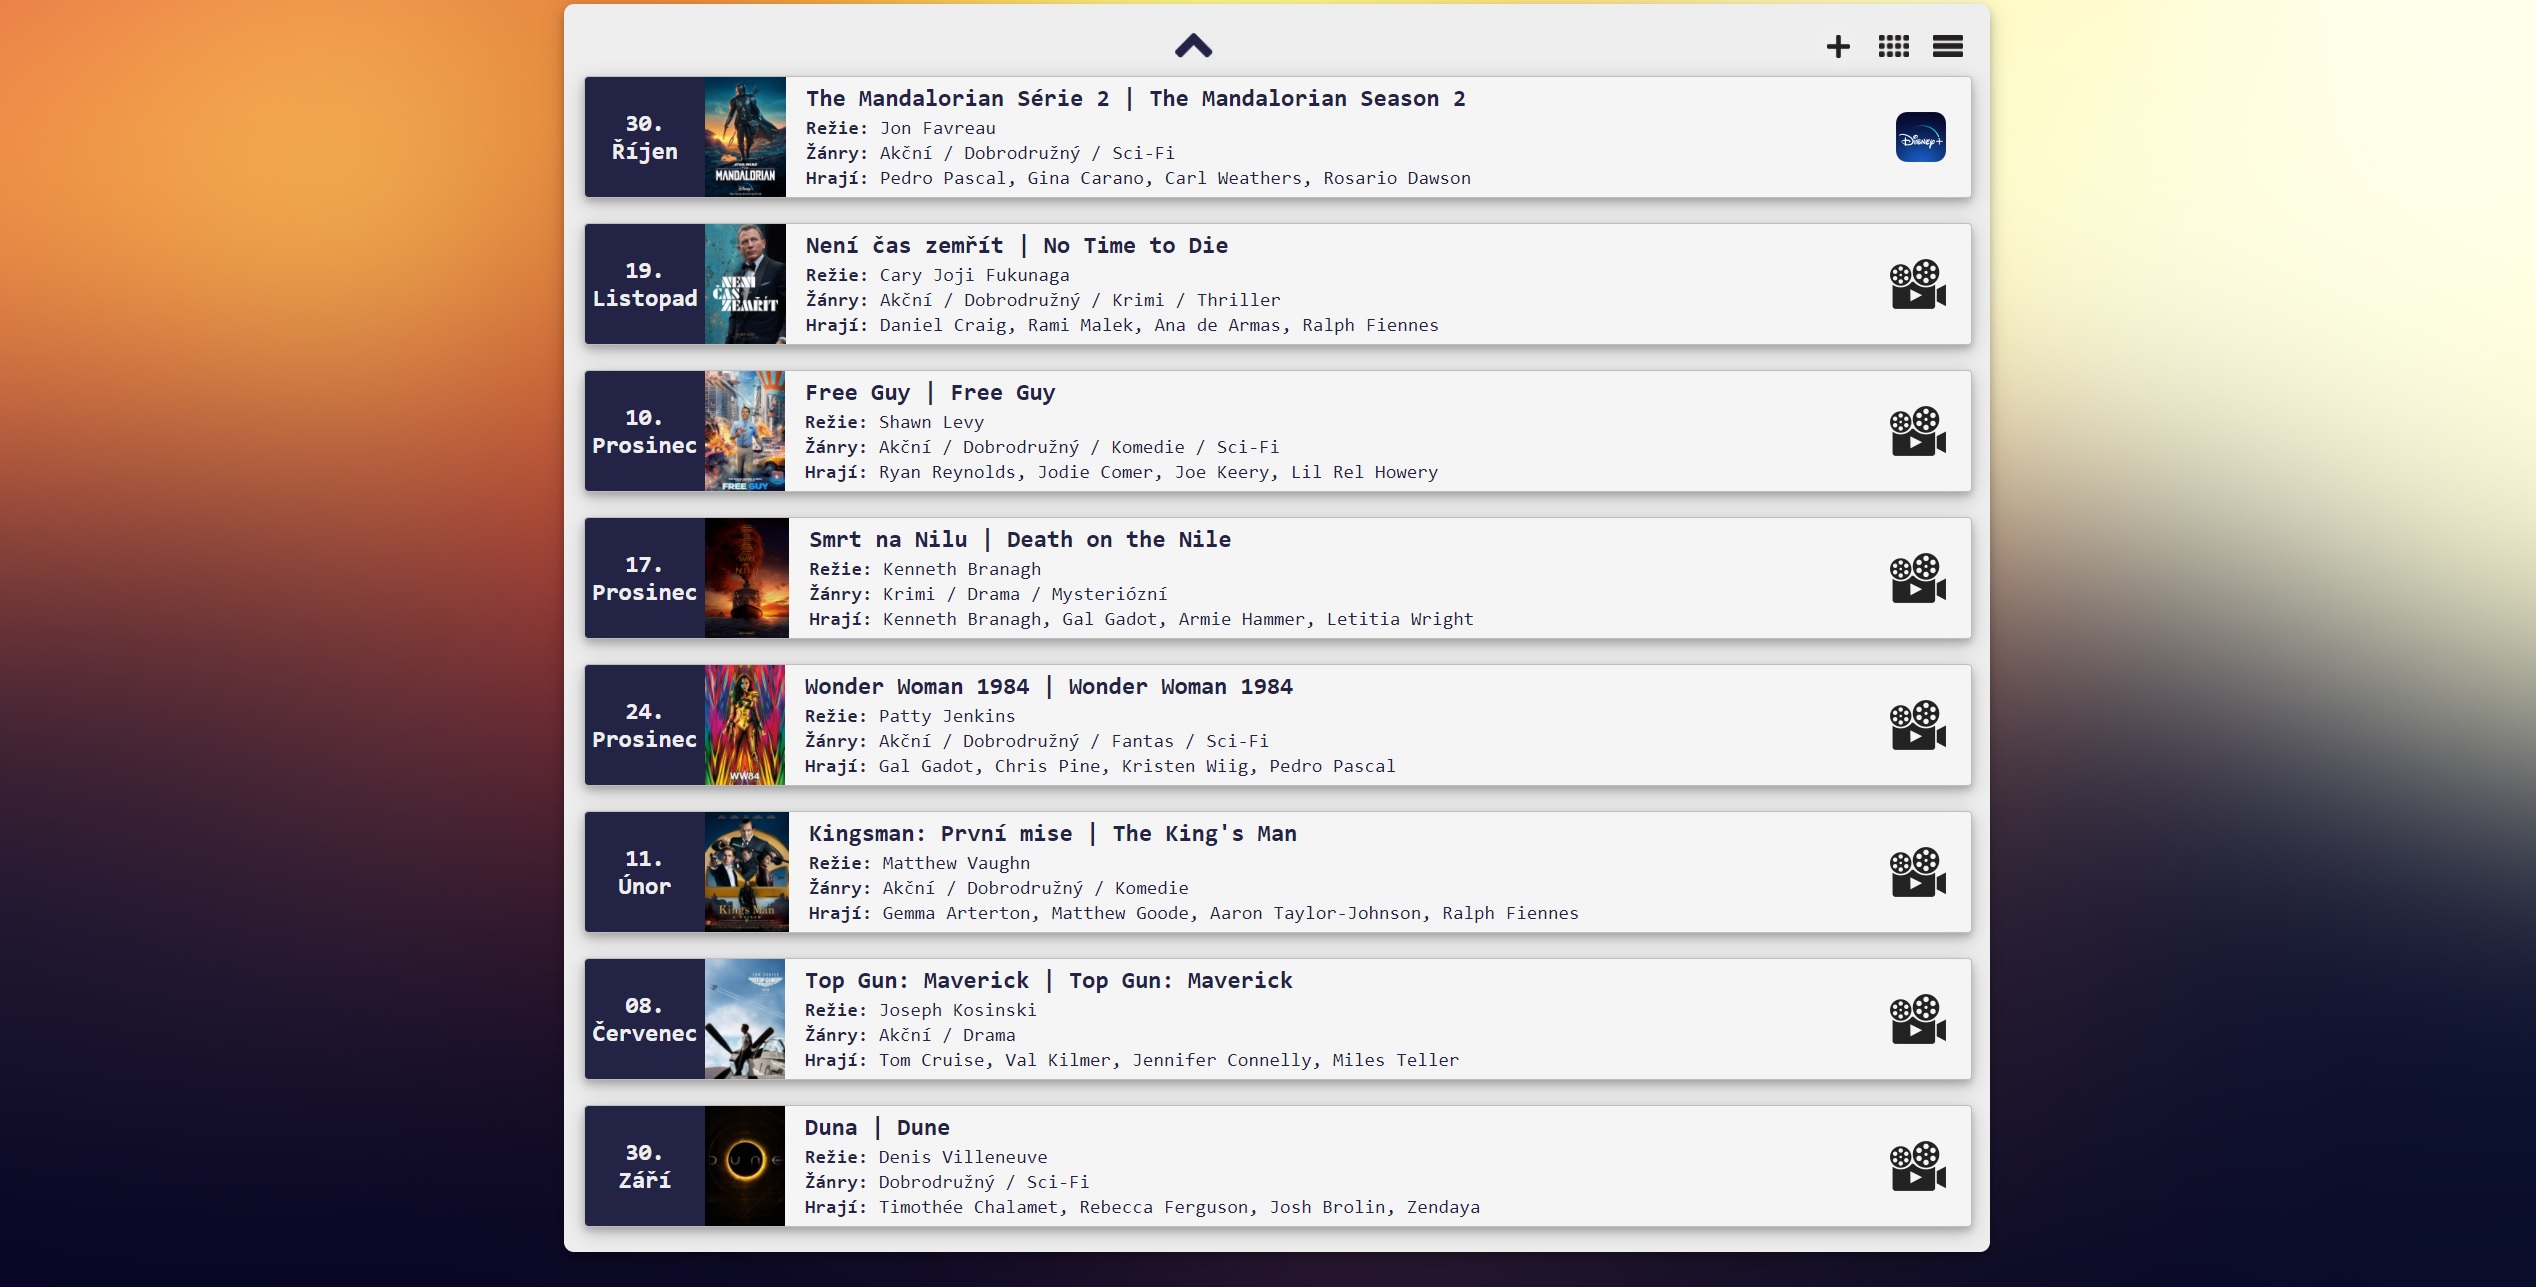 30.
Říjen
MANDALORIAN
The Mandalorian Série 2 | The Mandalorian Season 2
Režie: Jon Favreau
Žánry: Akční / Dobrodružný / Sci-Fi
Hrají: Pedro Pascal, Gina Carano, Carl Weathers, Rosario Dawson
Disney+
19.
Listopad
NENÍ
ČAS
ZEMŘÍT
Není čas zemřít | No Time to Die
Režie: Cary Joji Fukunaga
Žánry: Akční / Dobrodružný / Krimi / Thriller
Hrají: Daniel Craig, Rami Malek, Ana de Armas, Ralph Fiennes
10.
Prosinec
FREE GUY
Free Guy | Free Guy
Režie: Shawn Levy
Žánry: Akční / Dobrodružný / Komedie / Sci-Fi
Hrají: Ryan Reynolds, Jodie Comer, Joe Keery, Lil Rel Howery
17.
Prosinec
Smrt na Nilu | Death on the Nile
Režie: Kenneth Branagh
Žánry: Krimi / Drama / Mysteriózní
Hrají: Kenneth Branagh, Gal Gadot, Armie Hammer, Letitia Wright
24.
Prosinec
WW84
Wonder Woman 1984 | Wonder Woman 1984
Režie: Patty Jenkins
Žánry: Akční / Dobrodružný / Fantas / Sci-Fi
Hrají: Gal Gadot, Chris Pine, Kristen Wiig, Pedro Pascal
11.
Únor
King's Man
Kingsman: První mise | The King's Man
Režie: Matthew Vaughn
Žánry: Akční / Dobrodružný / Komedie
Hrají: Gemma Arterton, Matthew Goode, Aaron Taylor-Johnson, Ralph Fiennes
08.
Červenec
Top Gun: Maverick | Top Gun: Maverick
Režie: Joseph Kosinski
Žánry: Akční / Drama
Hrají: Tom Cruise, Val Kilmer, Jennifer Connelly, Miles Teller
30.
Září
Duna | Dune
Režie: Denis Villeneuve
Žánry: Dobrodružný / Sci-Fi
Hrají: Timothée Chalamet, Rebecca Ferguson, Josh Brolin, Zendaya